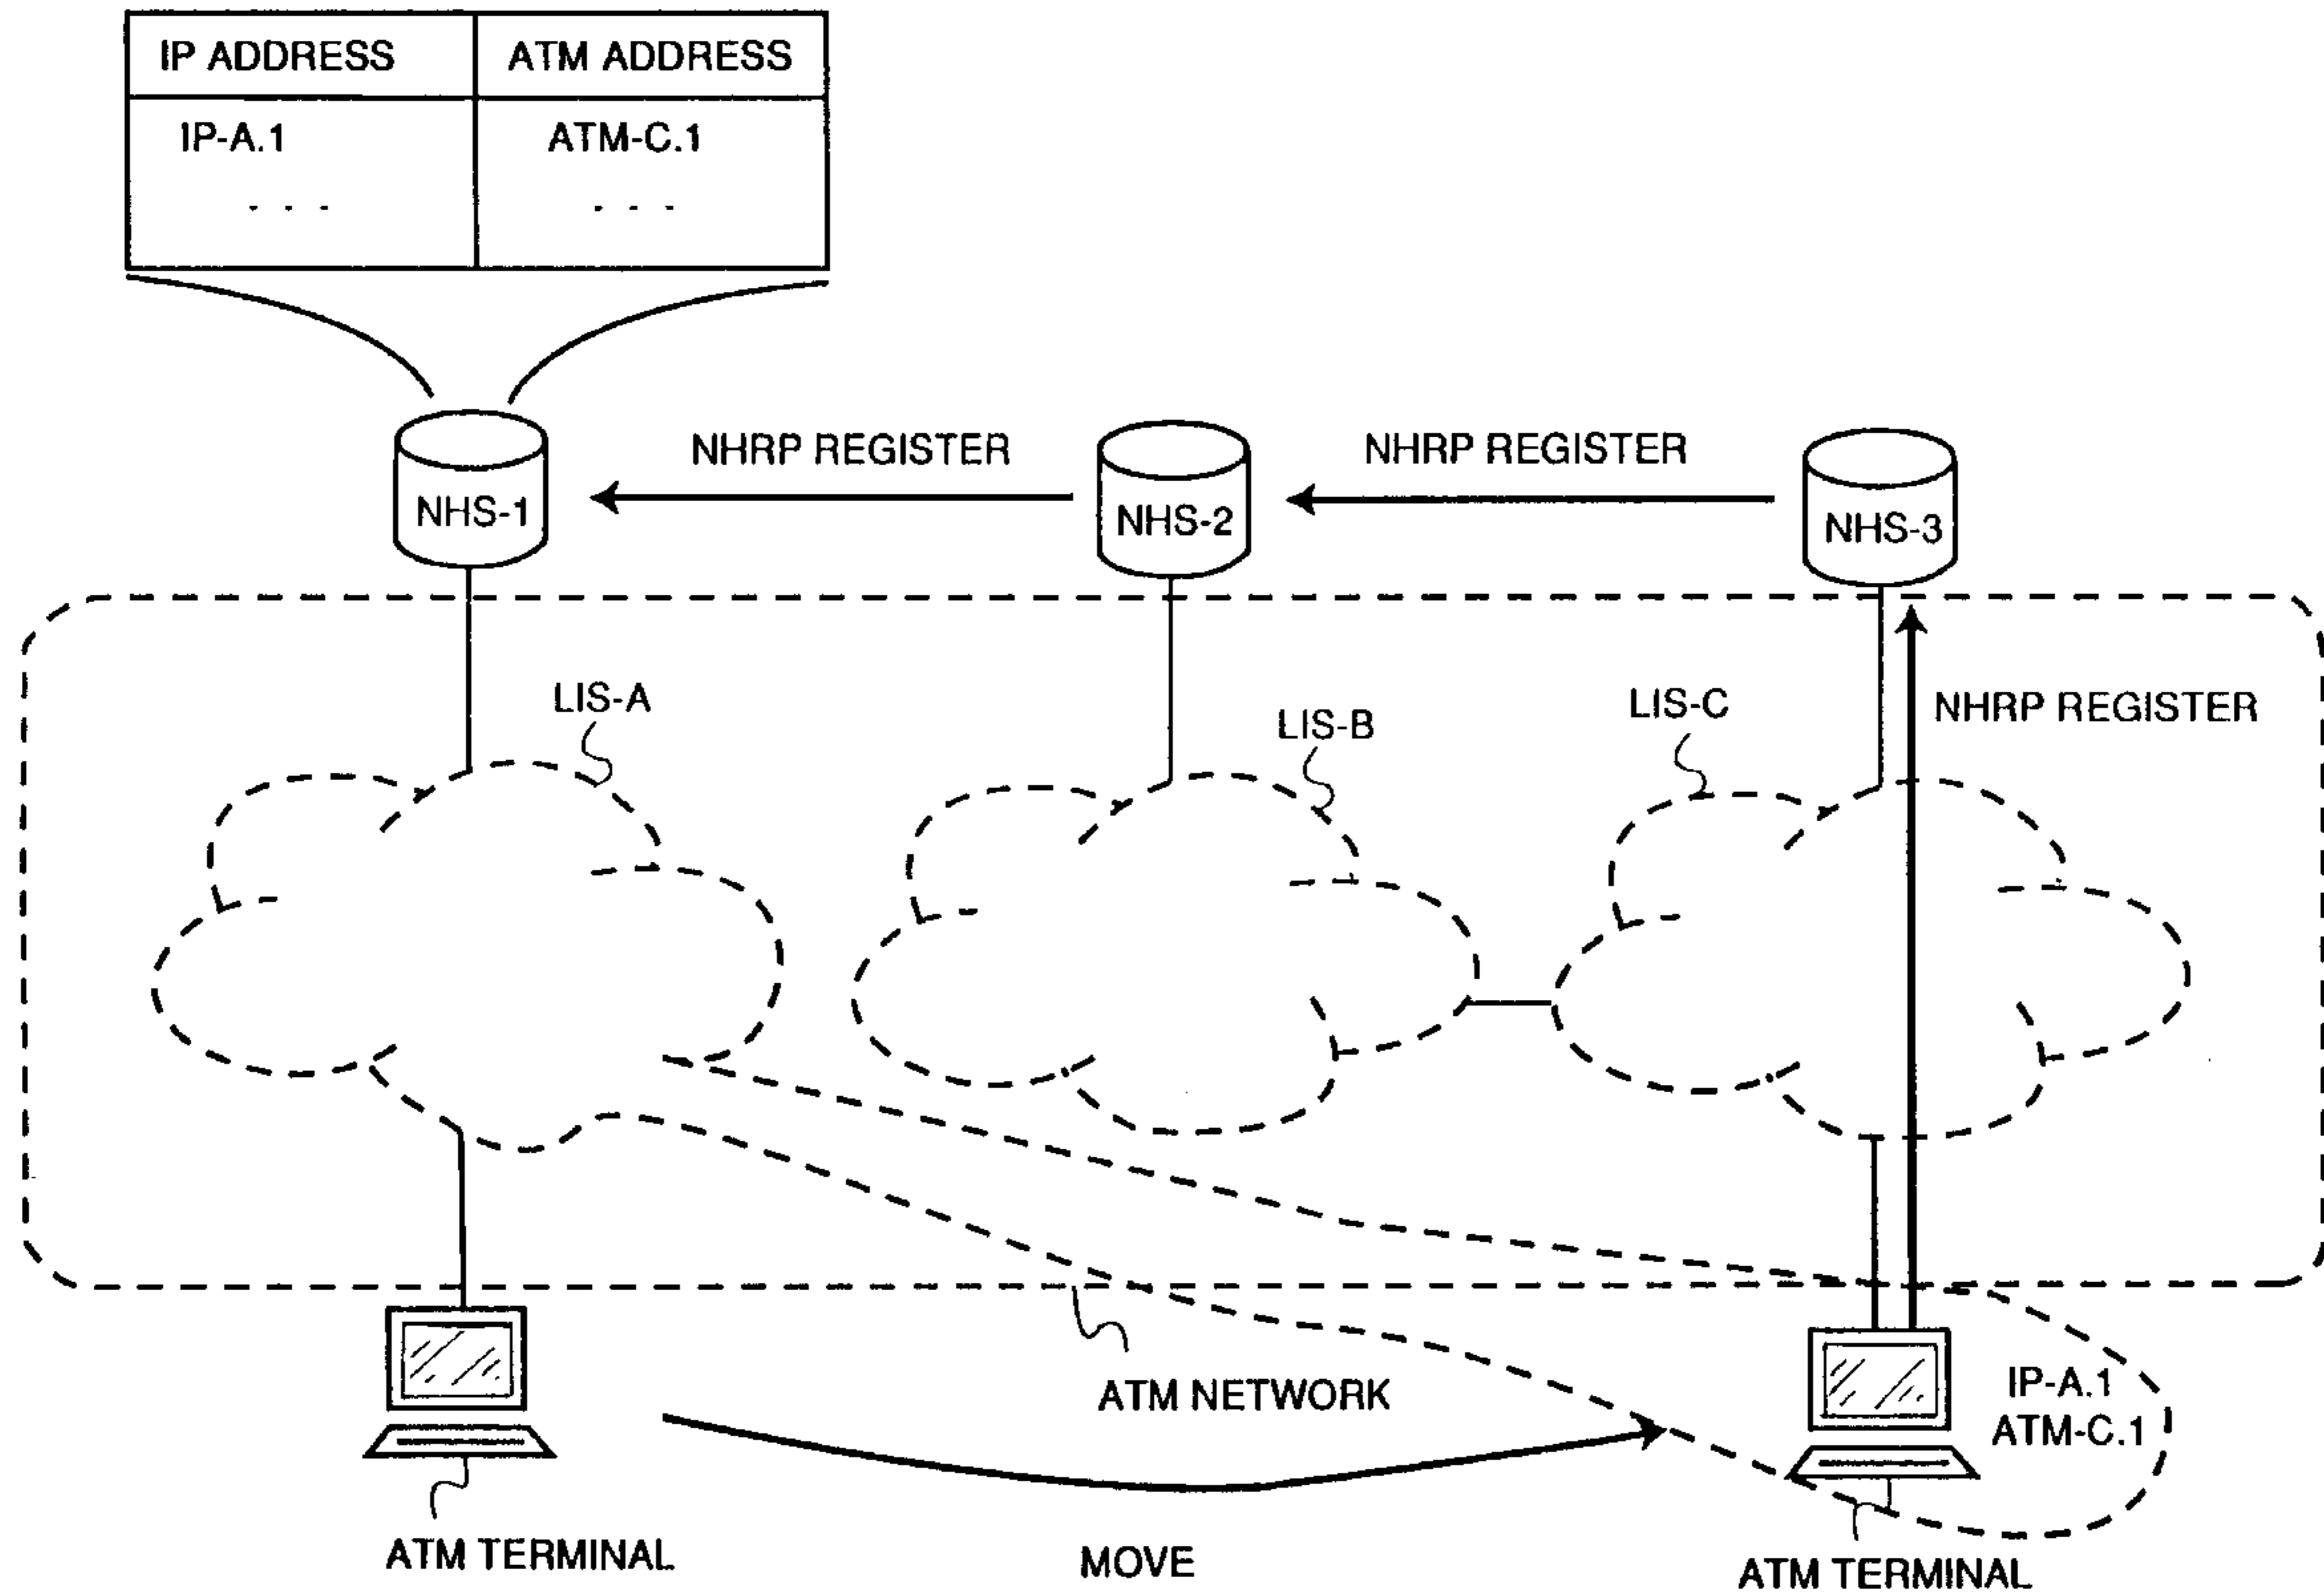 IP ADDRESS ATM ADDRESS
IP-A.1 ATM-C.1
. . . . . .
NHRP REGISTER NHRP REGISTER
NHS-1 NHS-2 NHS-3
LIS-A LIS-B LIS-C NHRP REGISTER
ATM NETWORK
IP-A.1
ATM-C.1
ATM TERMINAL MOVE ATM TERMINAL